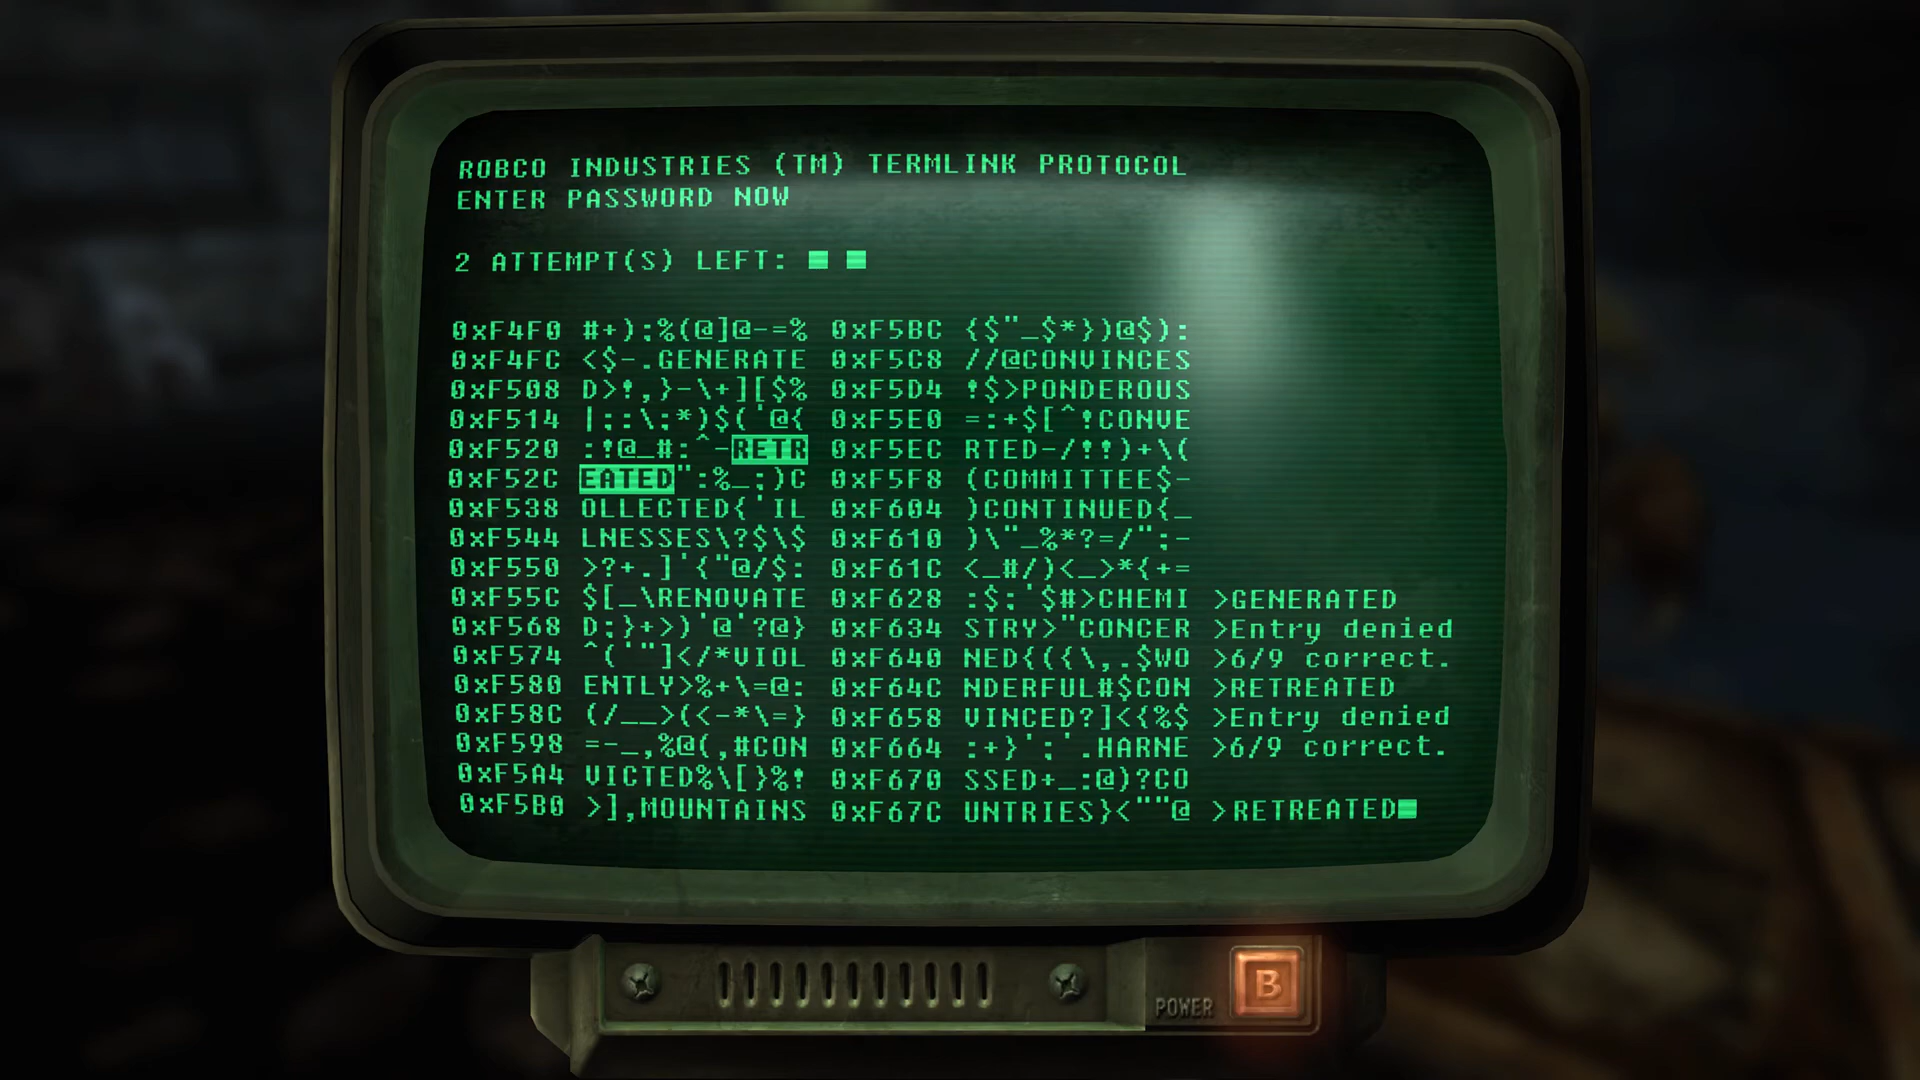 ROBCO INDUSTRIES (TM) TERMLINK PROTOCOL
ENTER PASSWORD NOW
2 ATTEMPT(S) LEFT: ■ ■
0xF4F0 #+);%(@]@-=% 0xF5BC {$"_$*})@$):
0xF4FC <$-.GENERATE 0xF5C8 //@CONVINCES
0xF508 D>!,}-\+][$% 0xF5D4 !$>PONDEROUS
0xF514 |;:\;*)$('@{ 0xF5E0 =:+$[^!CONVE
0xF520 :!@_#:^-RETR 0xF5EC RTED-/!!)+\(
0xF52C EATED":%_;)C 0xF5F8 (COMMITTEE$-
0xF538 OLLECTED{'IL 0xF604 )CONTINUED{_
0xF544 LNESSES\?$\$ 0xF610 )\"_%*?=/";-
0xF550 >?+.]'{"@/$: 0xF61C <_#/)<_>*{+=
0xF55C $[_\RENOVATE 0xF628 :$;'$#>CHEMI >GENERATED
0xF568 D;}+>)'@'?@} 0xF634 STRY>"CONCER >Entry denied
0xF574 ^('"]</*VIOL 0xF640 NED{({\,.$WO >6/9 correct.
0xF580 ENTLY>%+\=@: 0xF64C NDERFUL#$CON >RETREATED
0xF58C (/__>(<-*\=} 0xF658 VINCED?]<{%$ >Entry denied
0xF598 =-_,%@(,#CON 0xF664 :+}';'.HARNE >6/9 correct.
0xF5A4 VICTED%\[}%! 0xF670 SSED+_:@)?CO
0xF5B0 >],MOUNTAINS 0xF67C UNTRIES}<""@ >RETREATED■
POWER
B